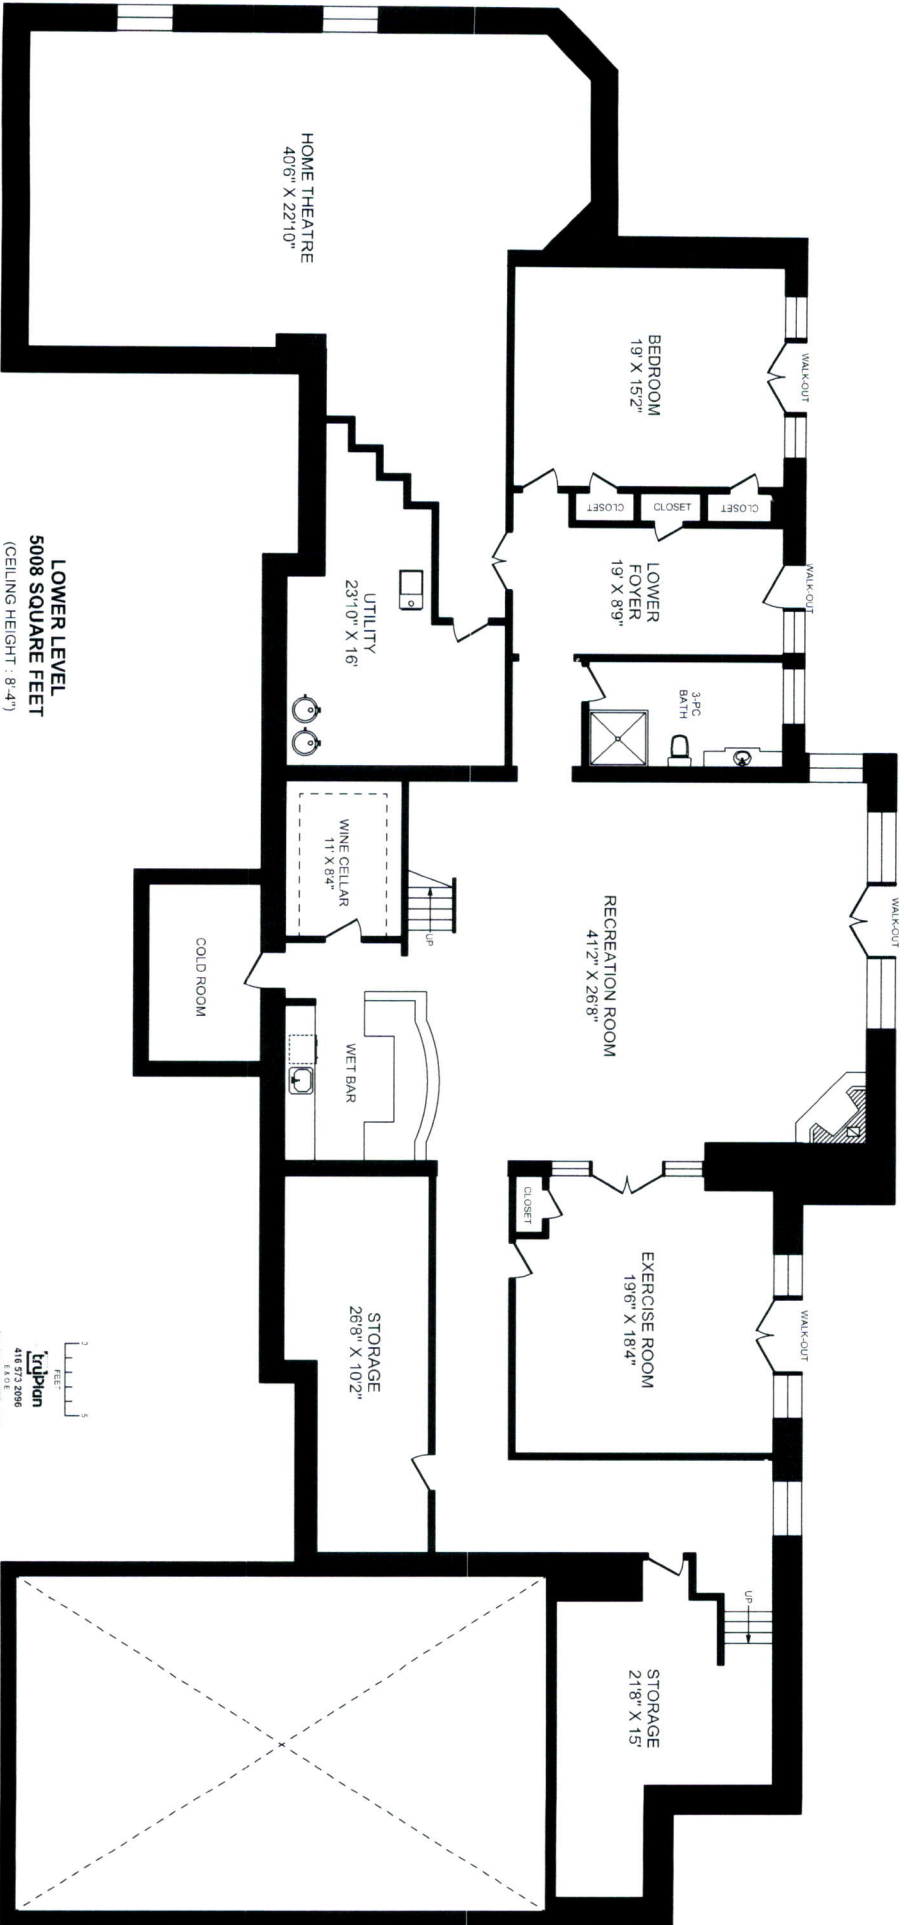 HOME THEATRE
40'6" X 22'10"
BEDROOM
19' X 15'2"
WALK-OUT
CLOSET
CLOSET
CLOSET
LOWER
FOYER
19' X 8'9"
WALK-OUT
UTILITY
23'10" X 16'
3-PC
BATH
WINE CELLAR
11' X 8'4"
UP
COLD ROOM
WET BAR
RECREATION ROOM
41'2" X 26'8"
WALK-OUT
CLOSET
EXERCISE ROOM
19'6" X 18'4"
WALK-OUT
STORAGE
26'8" X 10'2"
UP
STORAGE
21'8" X 15'
X
LOWER LEVEL
5008 SQUARE FEET
(CEILING HEIGHT : 8'-4")
0 5
FEET
truplan
416 573 2096
E & O E